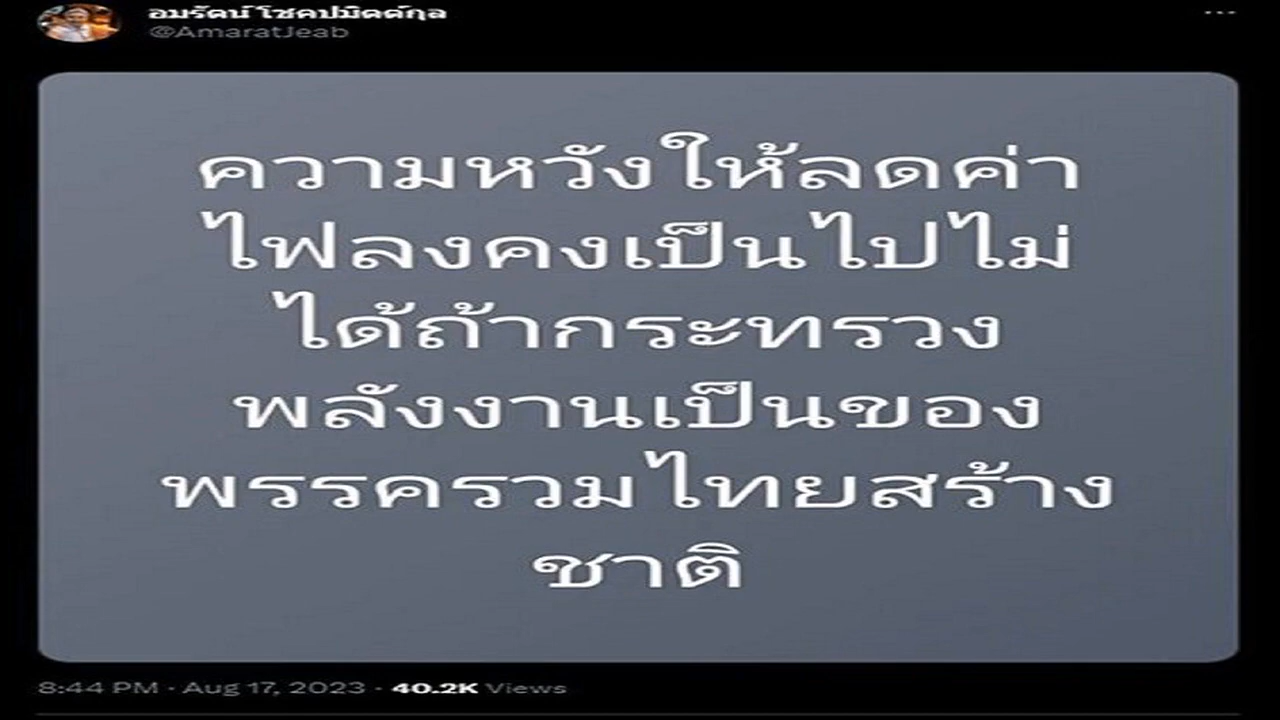 อมรัตน์ โชคปมิตต์กุล
@AmaratJeab
ความหวังให้ลดค่า
ไฟลงคงเป็นไปไม่
ได้ถ้ากระทรวง
พลังงานเป็นของ
พรรครวมไทยสร้าง
ชาติ
8:44 PM · Aug 17, 2023 · 40.2K Views